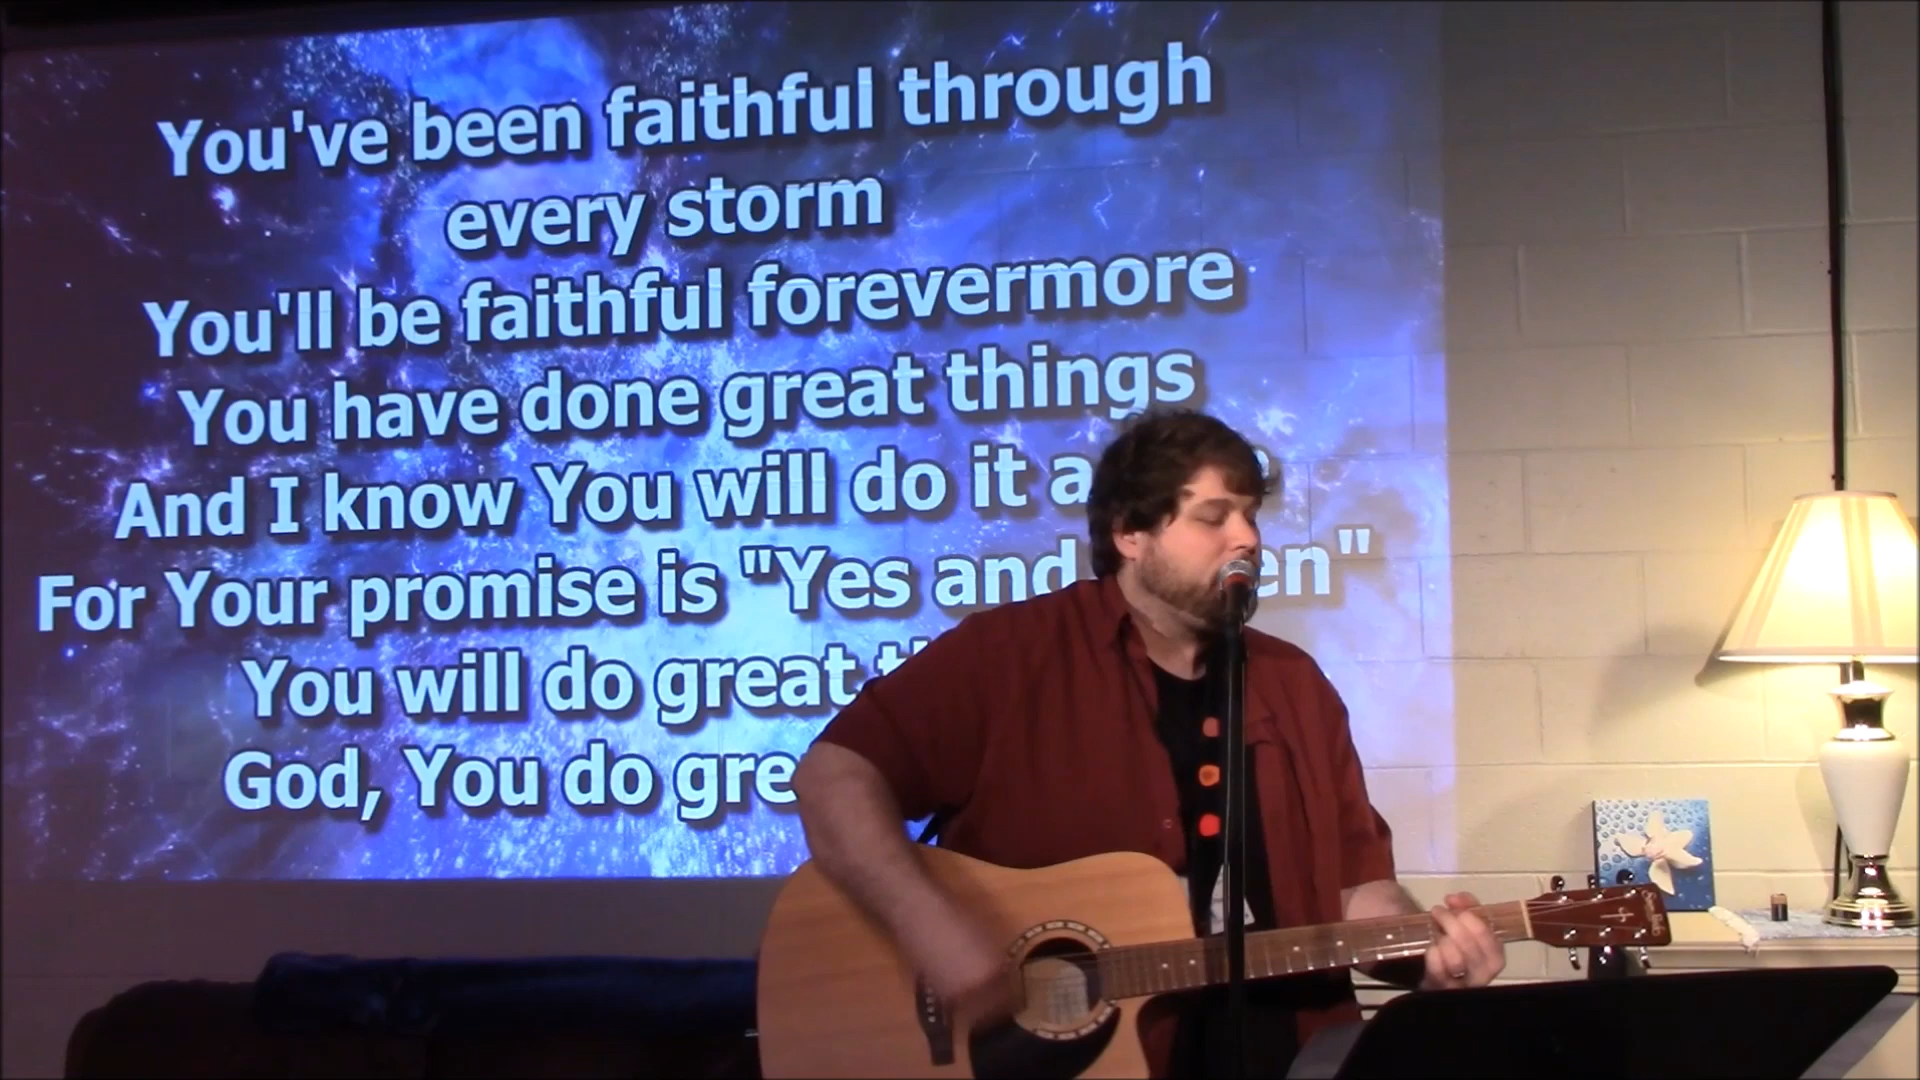 You've been faithful through
every storm
You'll be faithful forevermore
You have done great things
And I know You will do it
For Your promise is "Yes and
You will do great
God, You do